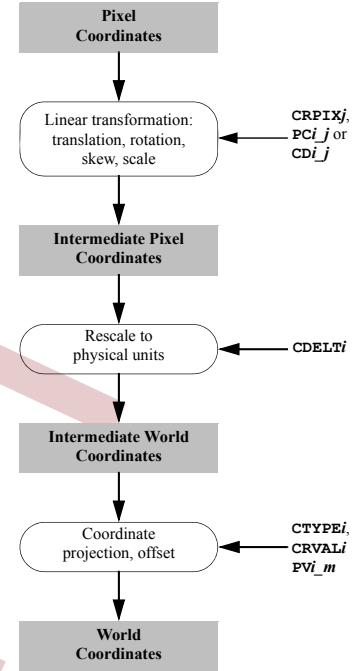 Pixel
Coordinates
Linear transformation:
translation, rotation,
skew, scale
CRPIXj,
PCi_j or
CDi_j
Intermediate Pixel
Coordinates
Rescale to
physical units
CDELTi
Intermediate World
Coordinates
Coordinate
projection, offset
CTYPEi,
CRVALi
PVi_m
World
Coordinates